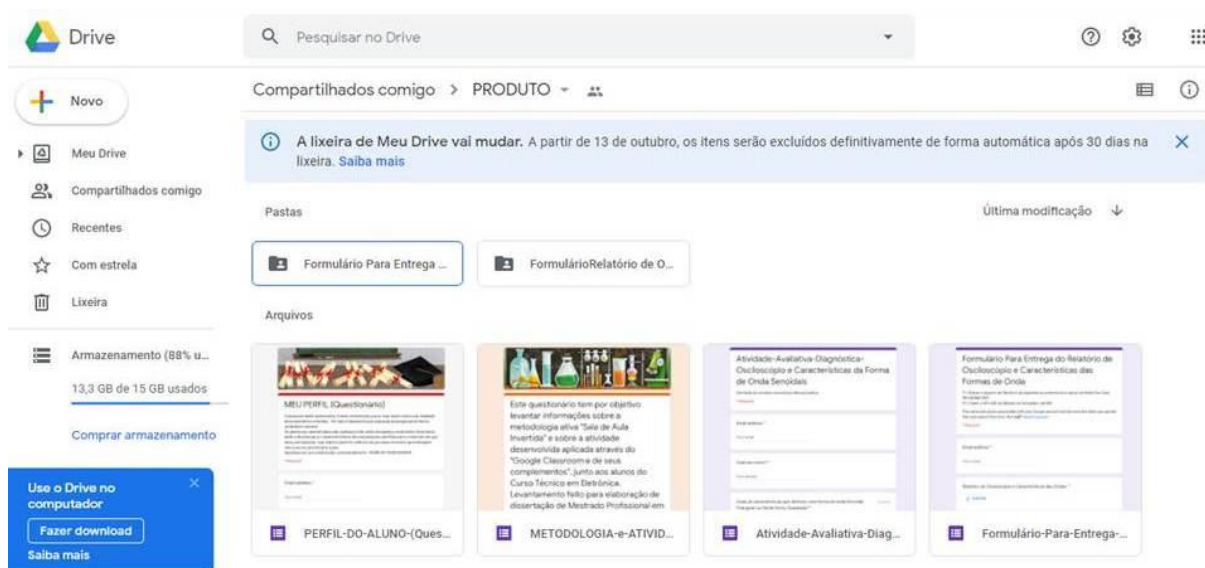 Drive
Pesquisar no Drive
Novo
Compartilhados comigo > PRODUTO
A lixeira de Meu Drive vai mudar. A partir de 13 de outubro, os itens serão excluídos definitivamente de forma automática após 30 dias na
lixeira. Saiba mais
Meu Drive
Compartilhados comigo
Recentes
Com estrela
Lixeira
Armazenamento (88% u...
13,3 GB de 15 GB usados
Comprar armazenamento
Use o Drive no
computador
Fazer download
Saiba mais
Pastas
Última modificação
Formulário Para Entrega ...
FormulárioRelatório de O...
Arquivos
MEU PERFIL (Questionário)
PERFIL-DO-ALUNO-(Ques...
Este questionário tem por objetivo
levantar informações sobre a
metodologia ativa "Sala de Aula
Invertida" e sobre a atividade
desenvolvida aplicada através do
"Google Classroom e de seus
complementos", junto aos alunos do
Curso Técnico em Eletrônica.
Levantamento feito para elaboração de
dissertação de Mestrado Profissional em
METODOLOGIA-e-ATIVID...
Atividade-Avaliativa-Diagnóstica-
Osciloscópio e Características da Forma
de Onda Senoidais
Atividade-Avaliativa-Diag...
Formulário Para Entrega do Relatório de
Osciloscópio e Características das
Formas de Onda
Formulário-Para-Entrega-...